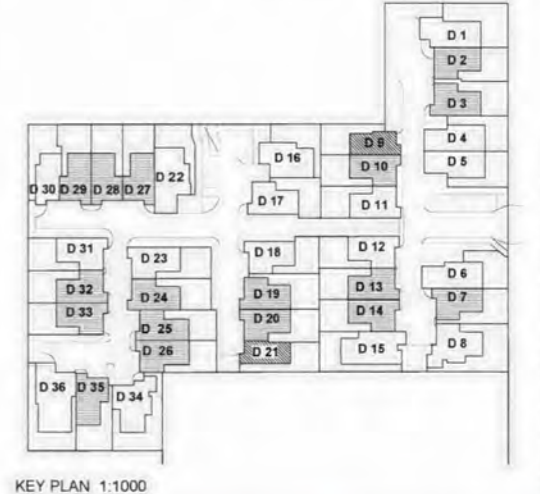 D 1
D 2
D 3
D 4
D 5
D 9
D 10
D 11
D 16
D 17
D 22
D 27
D 28
D 29
D 30
D 31
D 32
D 33
D 23
D 24
D 25
D 26
D 18
D 19
D 20
D 21
D 12
D 13
D 14
D 15
D 6
D 7
D 8
D 36
D 35
D 34
KEY PLAN 1:1000